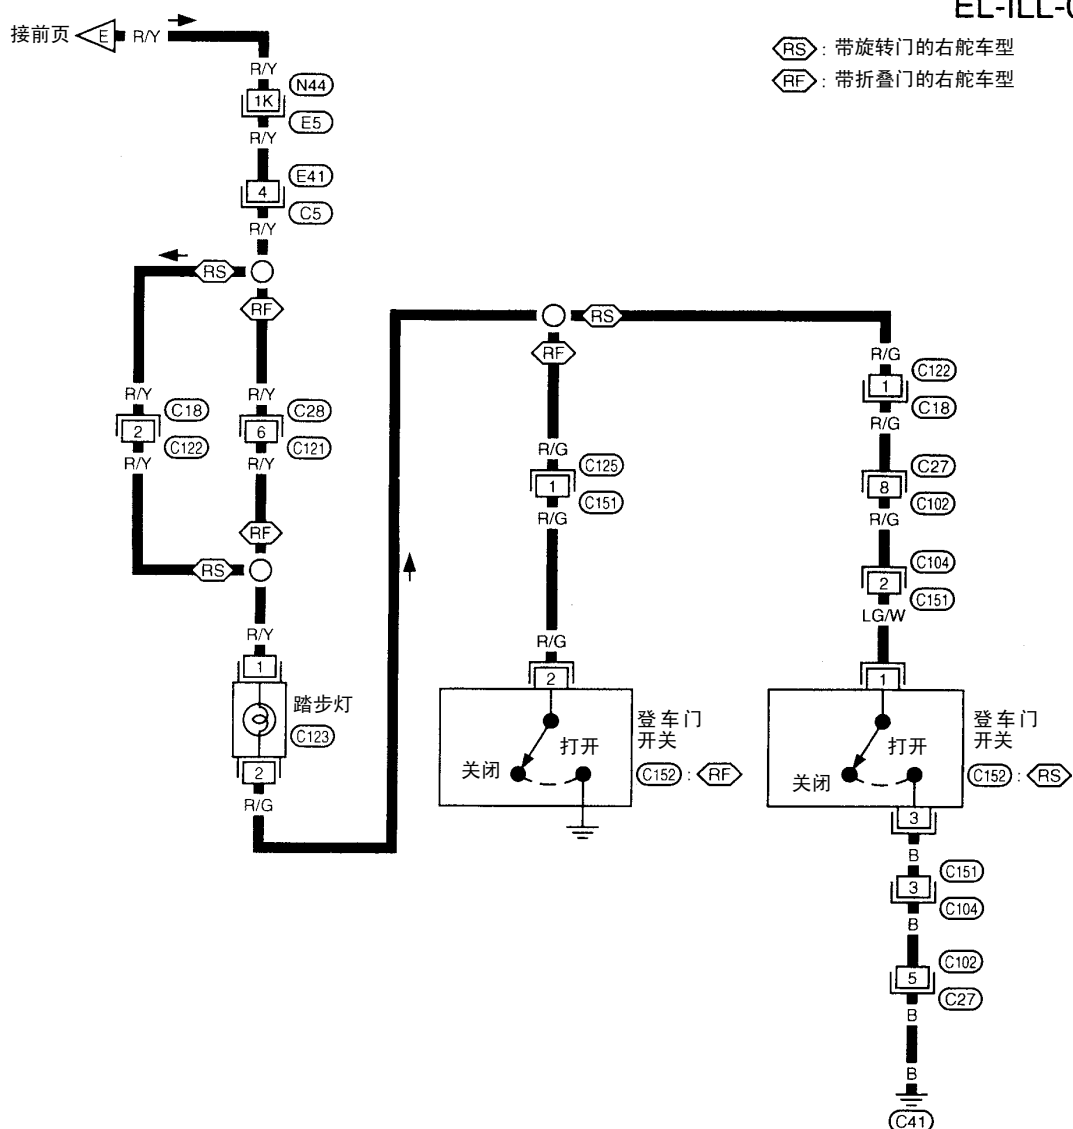 EL-ILL-
接前页 E R/Y
RS : 带旋转门的右舵车型
RF : 带折叠门的右舵车型
R/Y
1K
N44
E5
R/Y
4
E41
C5
R/Y
RS
RF
R/Y
2
C18
C122
R/Y
R/Y
6
C28
C121
R/Y
RF
RS
R/Y
1
踏步灯
C123
2
R/G
RS
RF
R/G
1
C125
C151
R/G
R/G
2
关闭
打开
登车门
开关
C152 : RF
R/G
1
C122
C18
R/G
8
C27
C102
R/G
2
C104
C151
LG/W
1
关闭
打开
登车门
开关
C152 : RS
3
B
3
C151
C104
B
5
C102
C27
B
B
C41